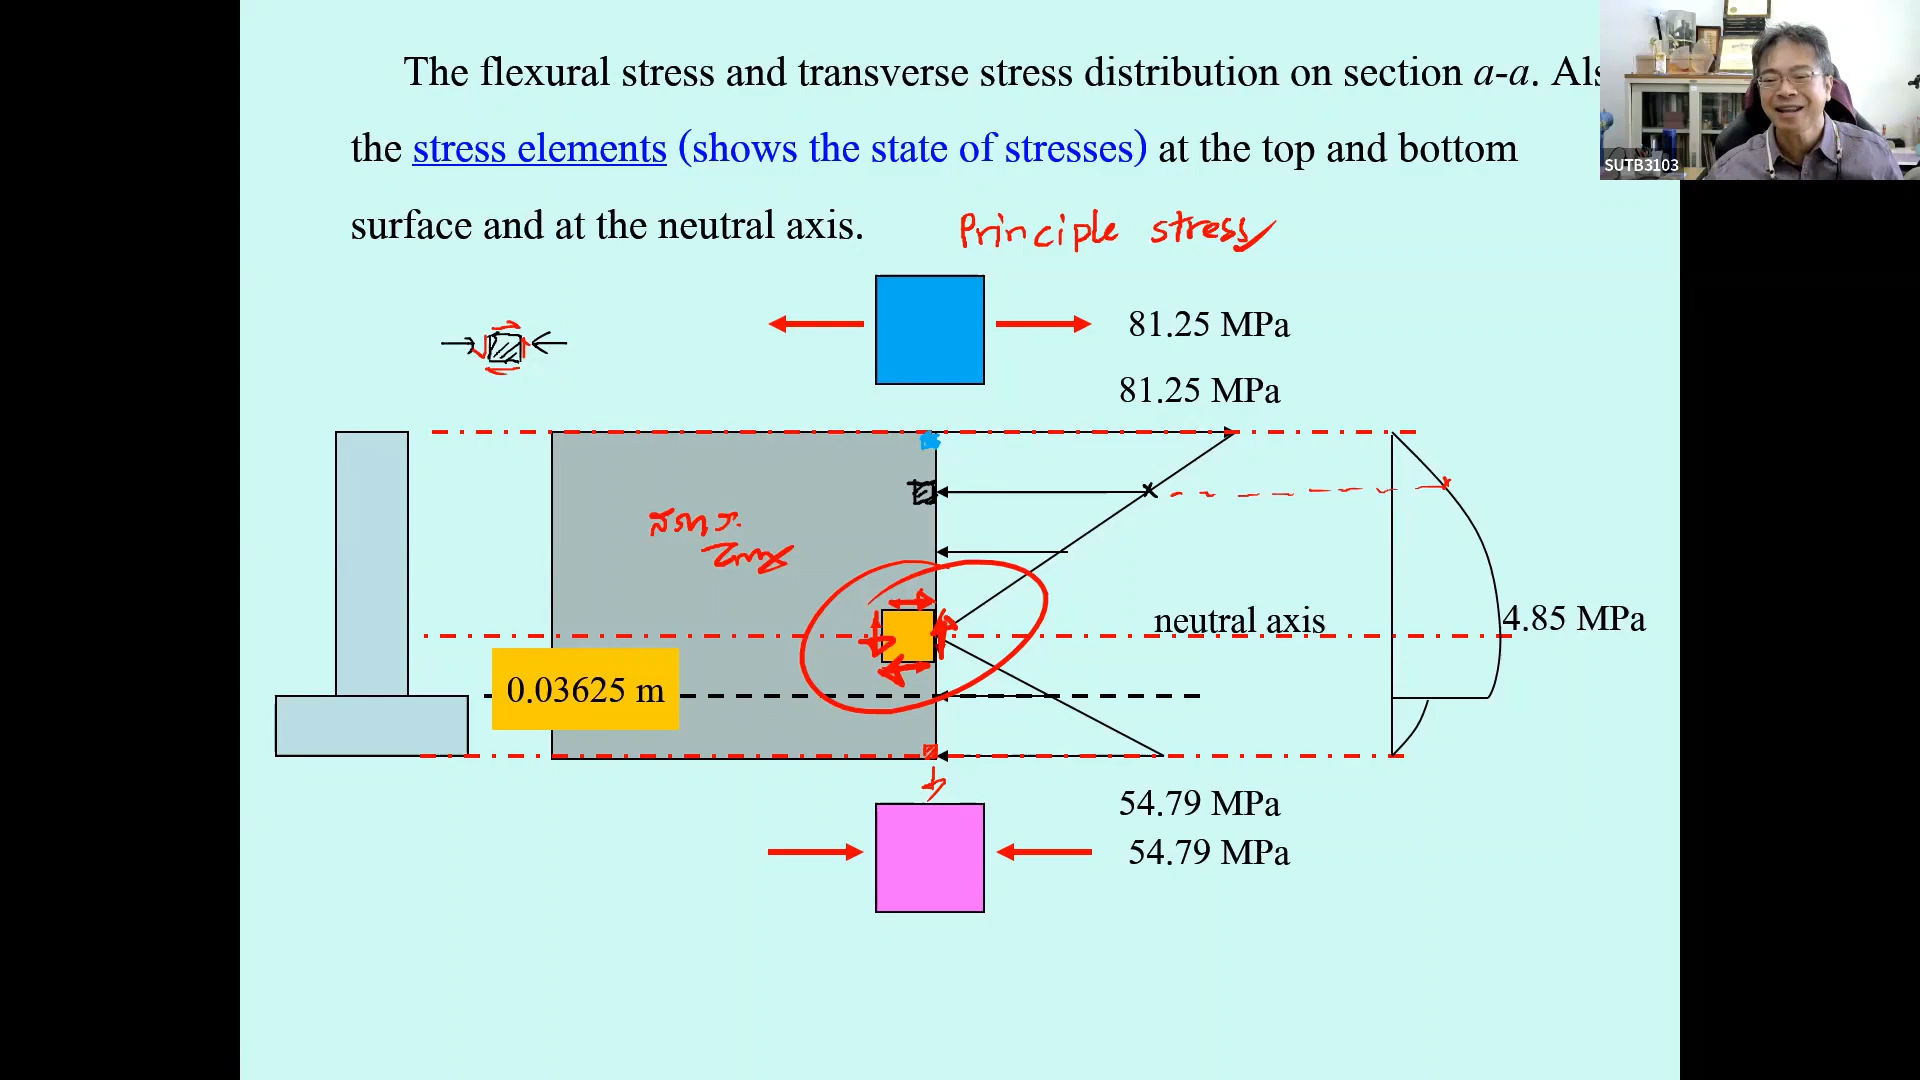 The flexural stress and transverse stress distribution on section a-a. Als
the stress elements (shows the state of stresses) at the top and bottom
surface and at the neutral axis.
Principle stress
SUTB3103
81.25 MPa
81.25 MPa
neutral axis
4.85 MPa
0.03625 m
54.79 MPa
54.79 MPa